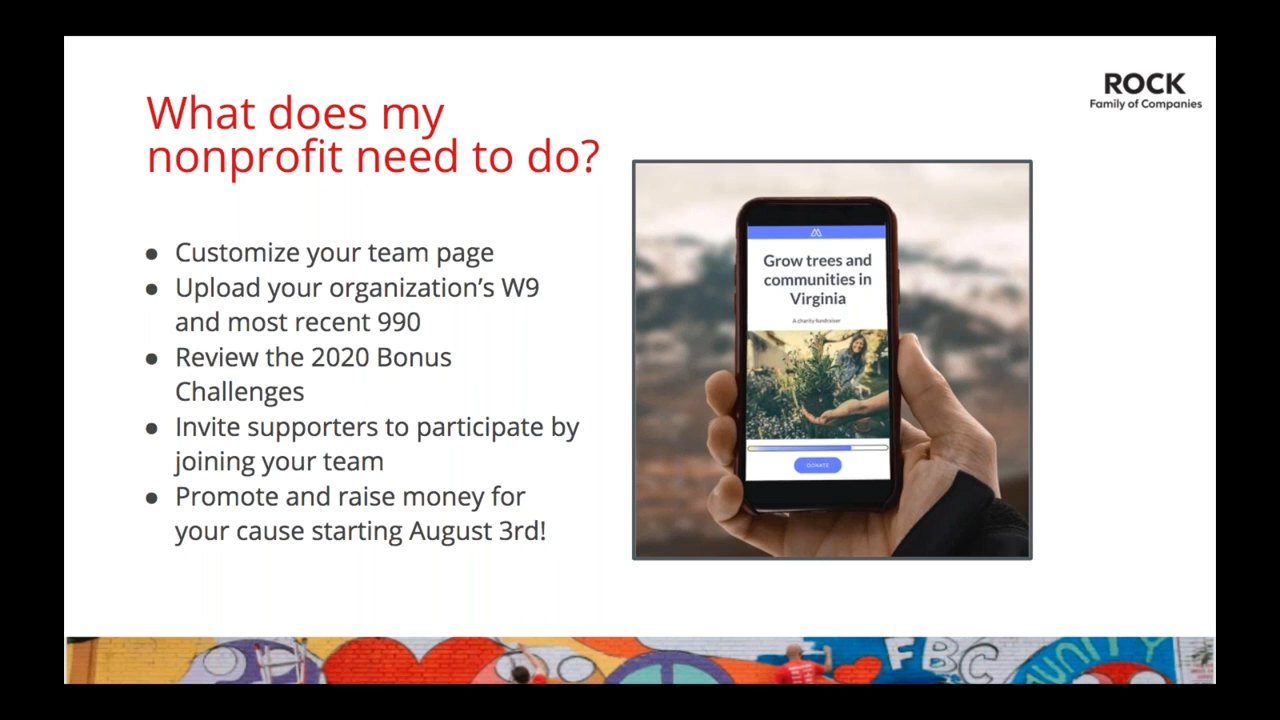 ROCK
Family of Companies
What does my
nonprofit need to do?
● Customize your team page
● Upload your organization's W9
and most recent 990
● Review the 2020 Bonus
Challenges
● Invite supporters to participate by
joining your team
● Promote and raise money for
your cause starting August 3rd!
Grow trees and
communities in
Virginia
A charity fundraiser
DONATE
FBC
UNITY